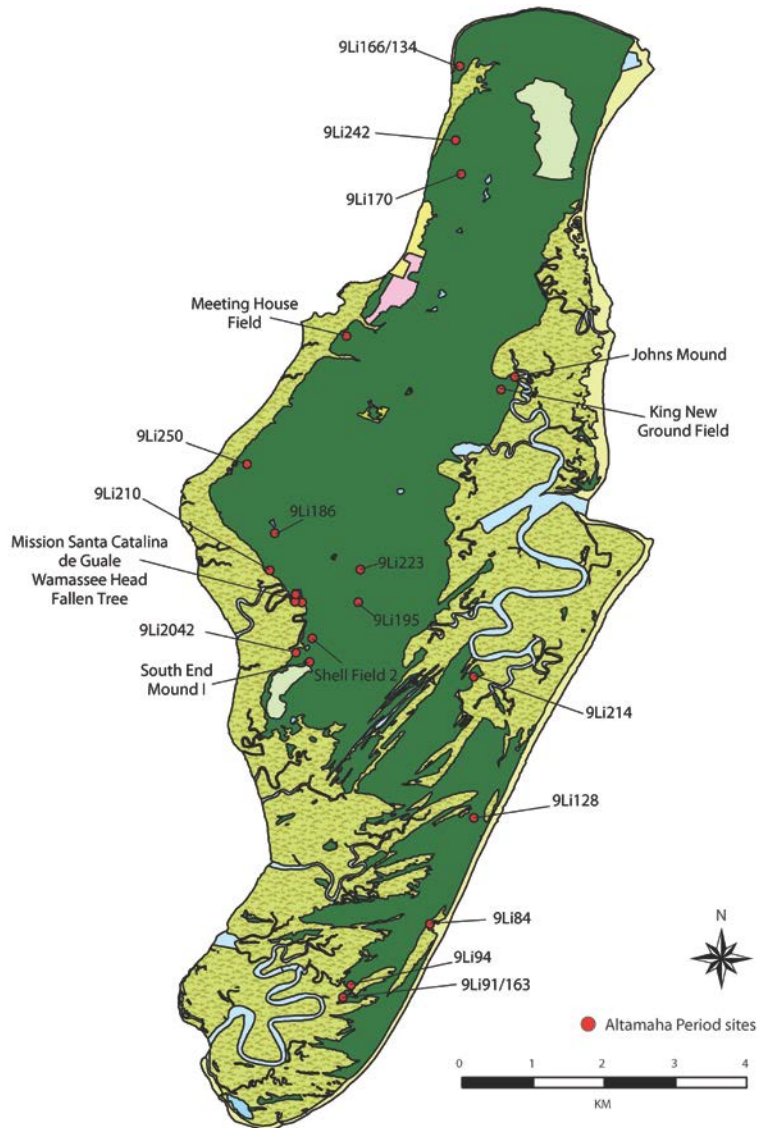 9Li166/134
9Li242
9Li170
Meeting House
Field
Johns Mound
King New
Ground Field
9Li250
9Li210
9Li186
Mission Santa Catalina
de Guale
Wamassee Head
Fallen Tree
9Li223
9Li195
9Li2042
South End
Mound I
Shell Field 2
9Li214
9Li128
9Li84
9Li94
9Li91/163
N
Altamaha Period sites
0 1 2 3 4
KM